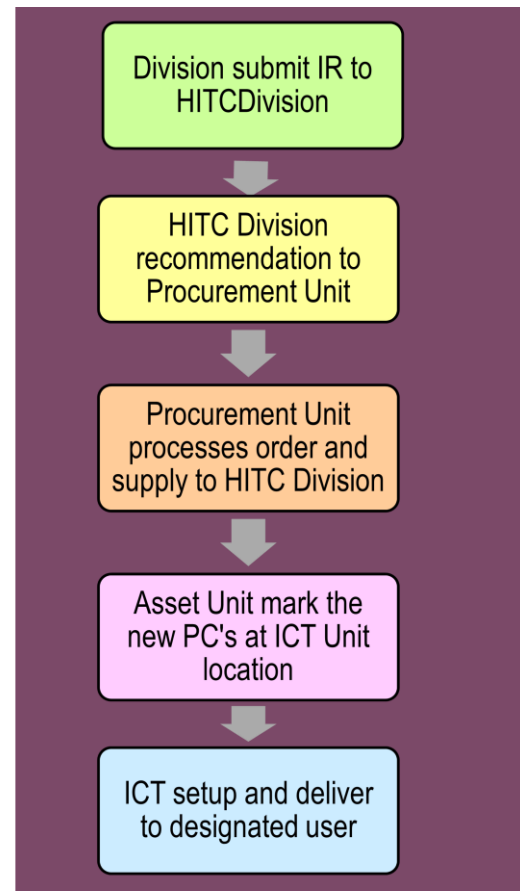 Division submit IR to
HITCDivision
HITC Division
recommendation to
Procurement Unit
Procurement Unit
processes order and
supply to HITC Division
Asset Unit mark the
new PC's at ICT Unit
location
ICT setup and deliver
to designated user